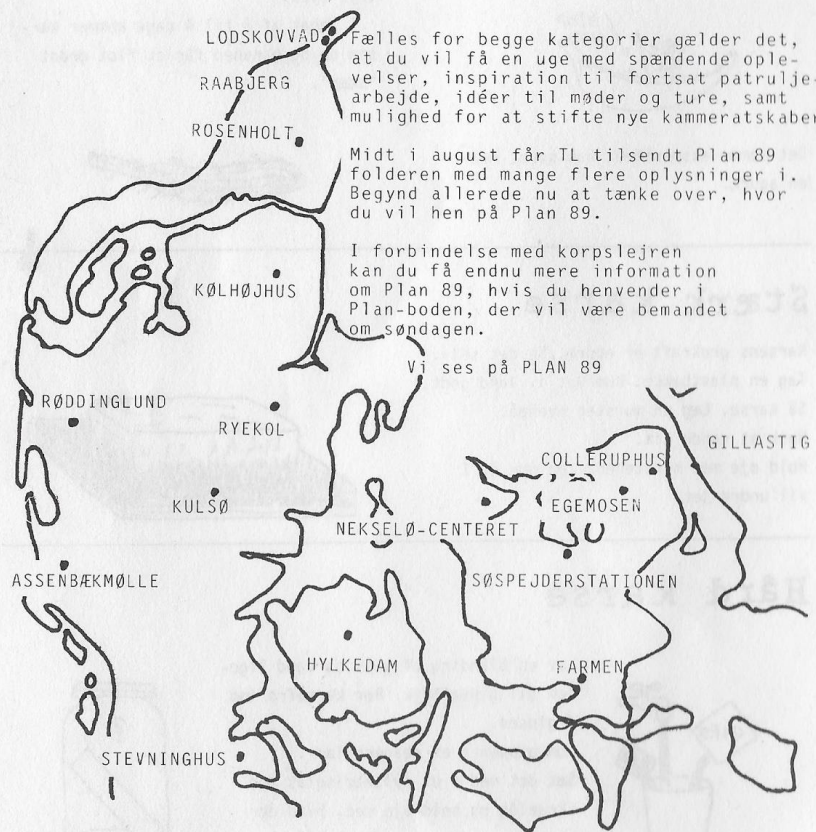 LODSKOVVAD
Fælles for begge kategorier gælder det,
at du vil få en uge med spændende ople-
velser, inspiration til fortsat patrulje-
arbejde, idéer til møder og ture, samt
mulighed for at stifte nye kammeratskaber
RAABJERG
ROSENHOLT
Midt i august får TL tilsendt Plan 89
folderen med mange flere oplysninger i.
Begynd allerede nu at tænke over, hvor
du vil hen på Plan 89.
I forbindelse med korpslejren
kan du få endnu mere information
om Plan 89, hvis du henvender i
Plan-boden, der vil være bemandet
om søndagen.
KØLHØJHUS
Vi ses på PLAN 89
RØDDINGLUND
RYEKOL
GILLASTIG
COLLERUPHUS
KULSØ
EGEMOSEN
NEKSELØ-CENTERET
ASSENBÆKMØLLE
SØSPEJDERSTATIONEN
HYLKEDAM
FARMEN
STEVNINGHUS